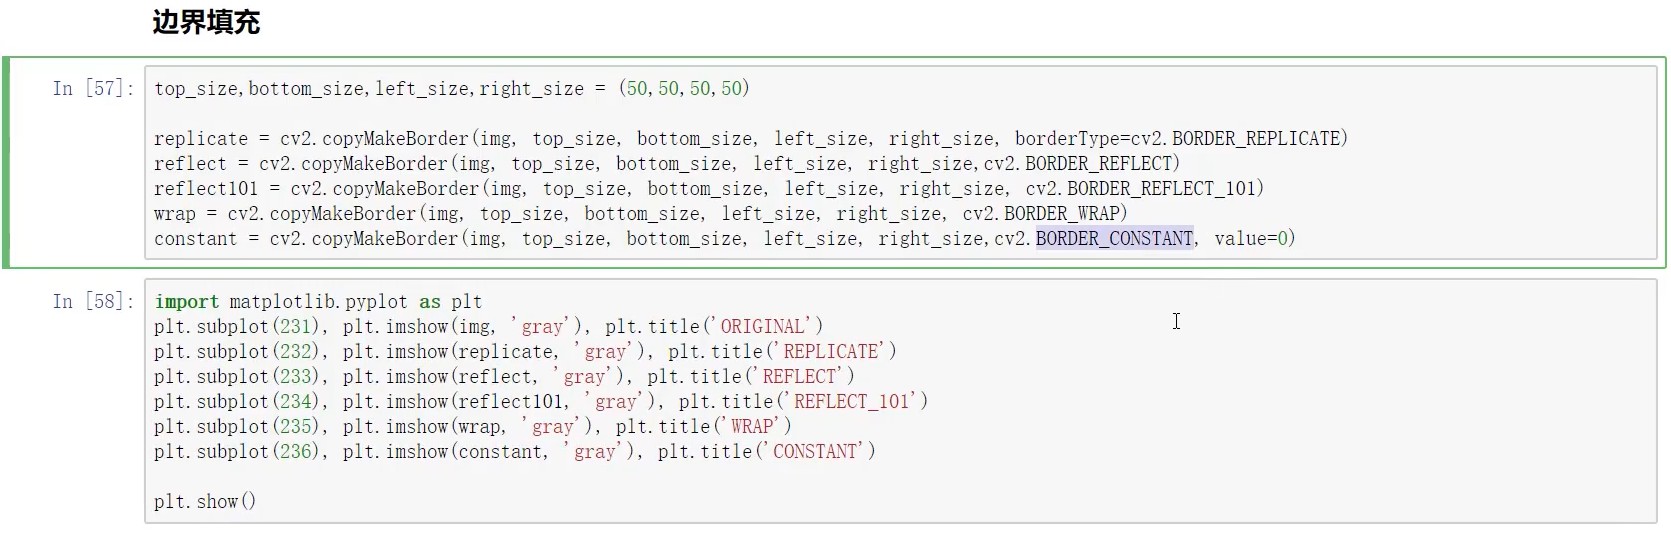 边界填充
In [57]:
top_size,bottom_size,left_size,right_size = (50,50,50,50)
replicate = cv2.copyMakeBorder(img, top_size, bottom_size, left_size, right_size, borderType=cv2.BORDER_REPLICATE)
reflect = cv2.copyMakeBorder(img, top_size, bottom_size, left_size, right_size,cv2.BORDER_REFLECT)
reflect101 = cv2.copyMakeBorder(img, top_size, bottom_size, left_size, right_size, cv2.BORDER_REFLECT_101)
wrap = cv2.copyMakeBorder(img, top_size, bottom_size, left_size, right_size, cv2.BORDER_WRAP)
constant = cv2.copyMakeBorder(img, top_size, bottom_size, left_size, right_size,cv2.BORDER_CONSTANT, value=0)
In [58]:
import matplotlib.pyplot as plt
plt.subplot(231), plt.imshow(img, 'gray'), plt.title('ORIGINAL')
plt.subplot(232), plt.imshow(replicate, 'gray'), plt.title('REPLICATE')
plt.subplot(233), plt.imshow(reflect, 'gray'), plt.title('REFLECT')
plt.subplot(234), plt.imshow(reflect101, 'gray'), plt.title('REFLECT_101')
plt.subplot(235), plt.imshow(wrap, 'gray'), plt.title('WRAP')
plt.subplot(236), plt.imshow(constant, 'gray'), plt.title('CONSTANT')
plt.show()